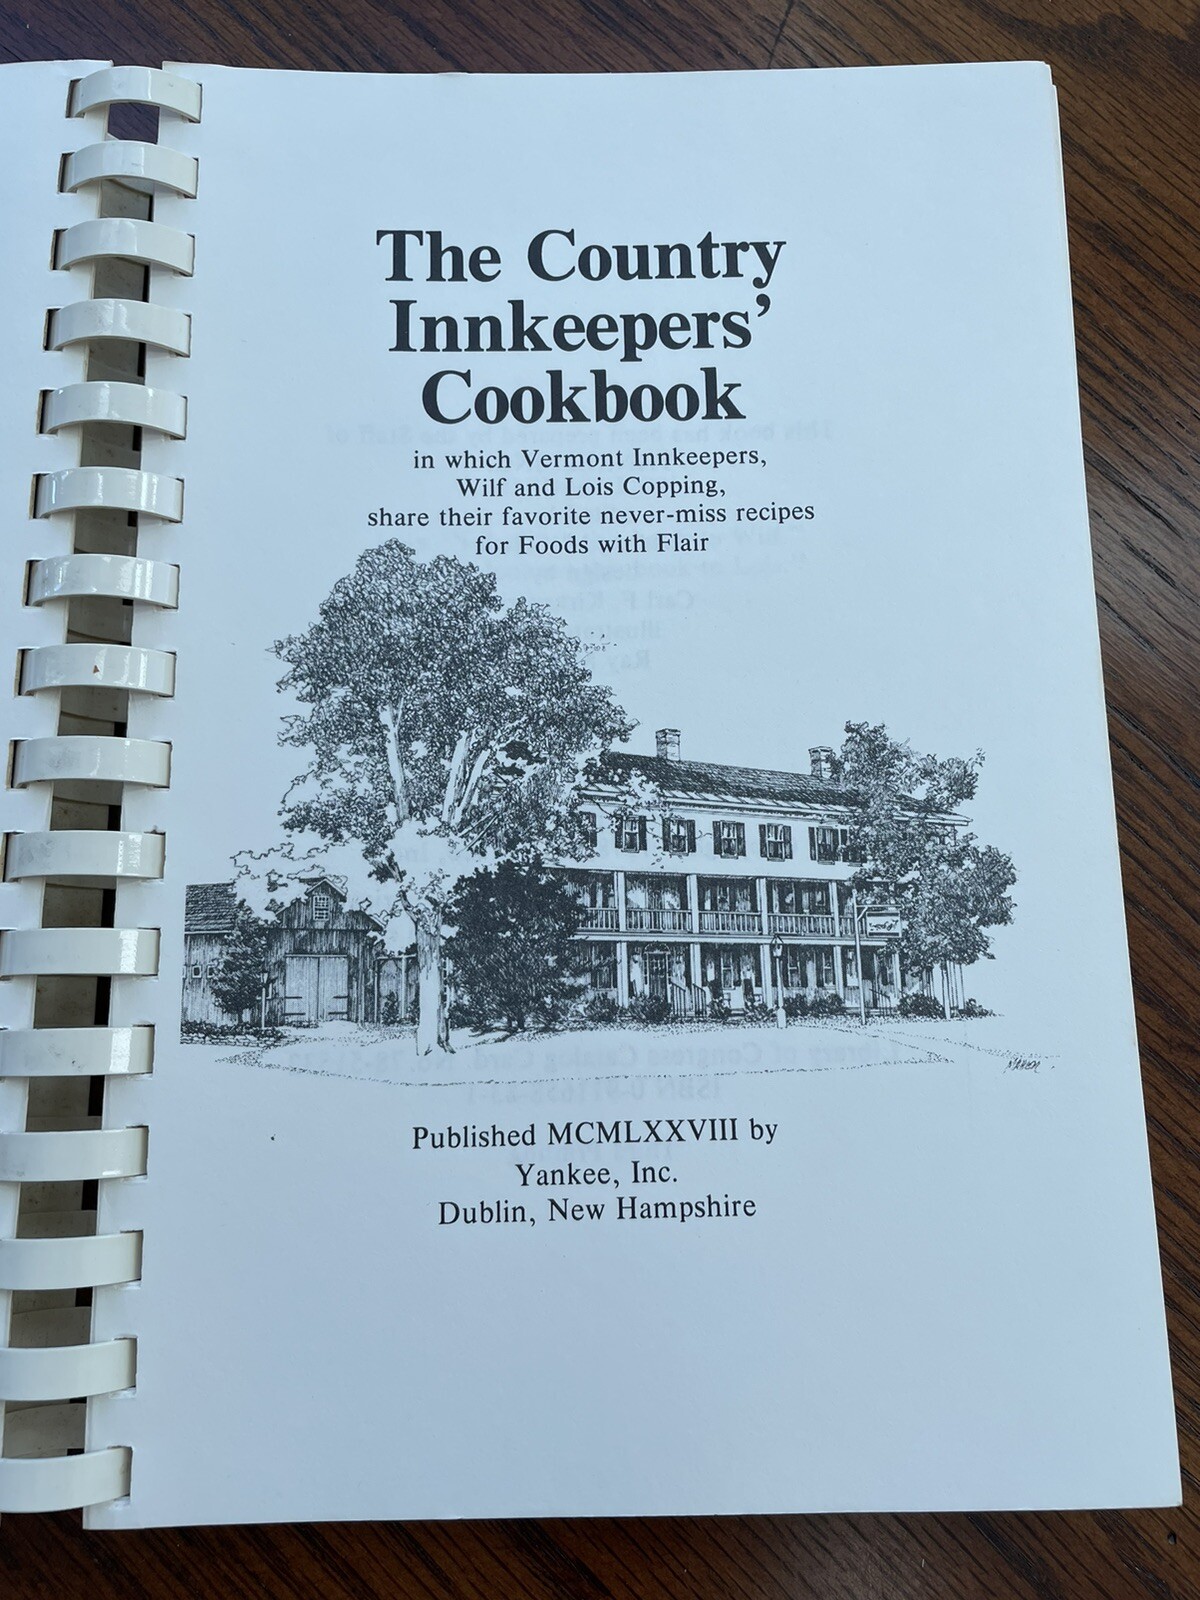 The Country
Innkeepers'
Cookbook
in which Vermont Innkeepers,
Wilf and Lois Copping,
share their favorite never-miss recipes
for Foods with Flair
Published MCMLXXVIII by
Yankee, Inc.
Dublin, New Hampshire